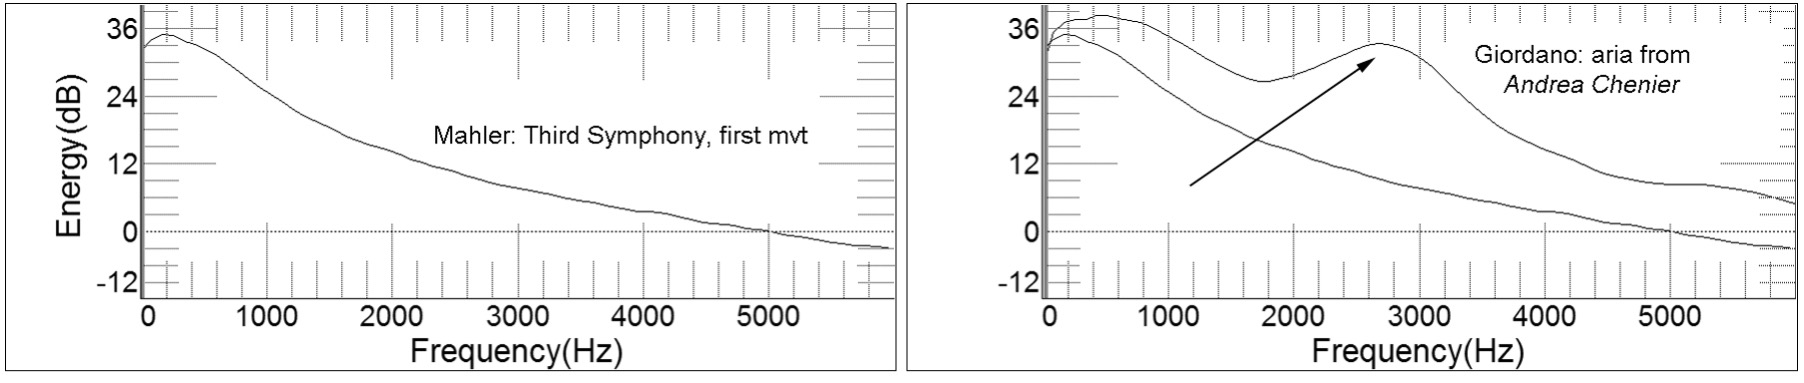 36
24
12
0
-12
Energy(dB)
Mahler: Third Symphony, first mvt
0 1000 2000 3000 4000 5000
Frequency(Hz)
36
24
12
0
-12
Giordano: aria from
Andrea Chenier
0 1000 2000 3000 4000 5000
Frequency(Hz)